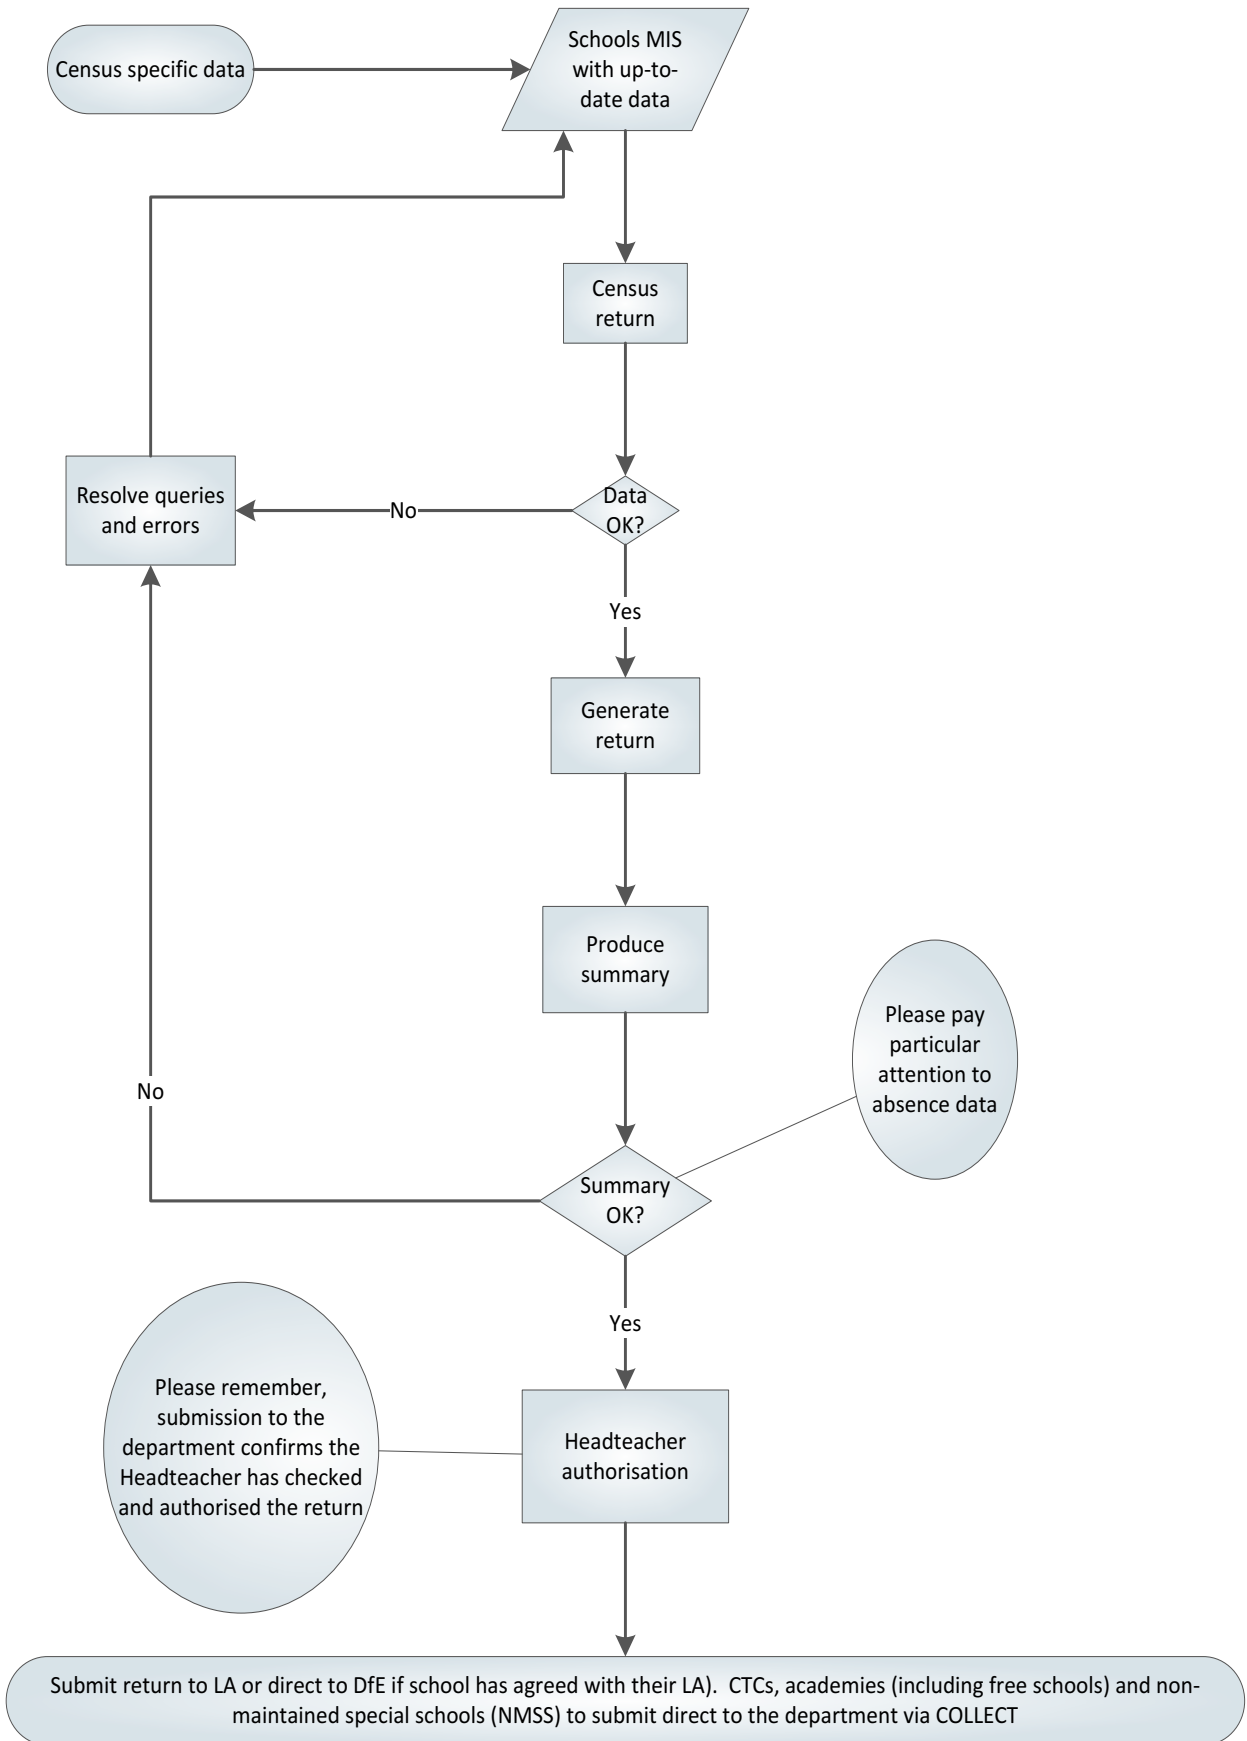 Census specific data
Schools MIS
with up-to-
date data
Census
return
Resolve queries
and errors
No
Data
OK?
Yes
Generate
return
Produce
summary
Please pay
particular
attention to
absence data
No
Summary
OK?
Yes
Please remember,
submission to the
department confirms the
Headteacher has checked
and authorised the return
Headteacher
authorisation
Submit return to LA or direct to DfE if school has agreed with their LA).  CTCs, academies (including free schools) and non-
maintained special schools (NMSS) to submit direct to the department via COLLECT